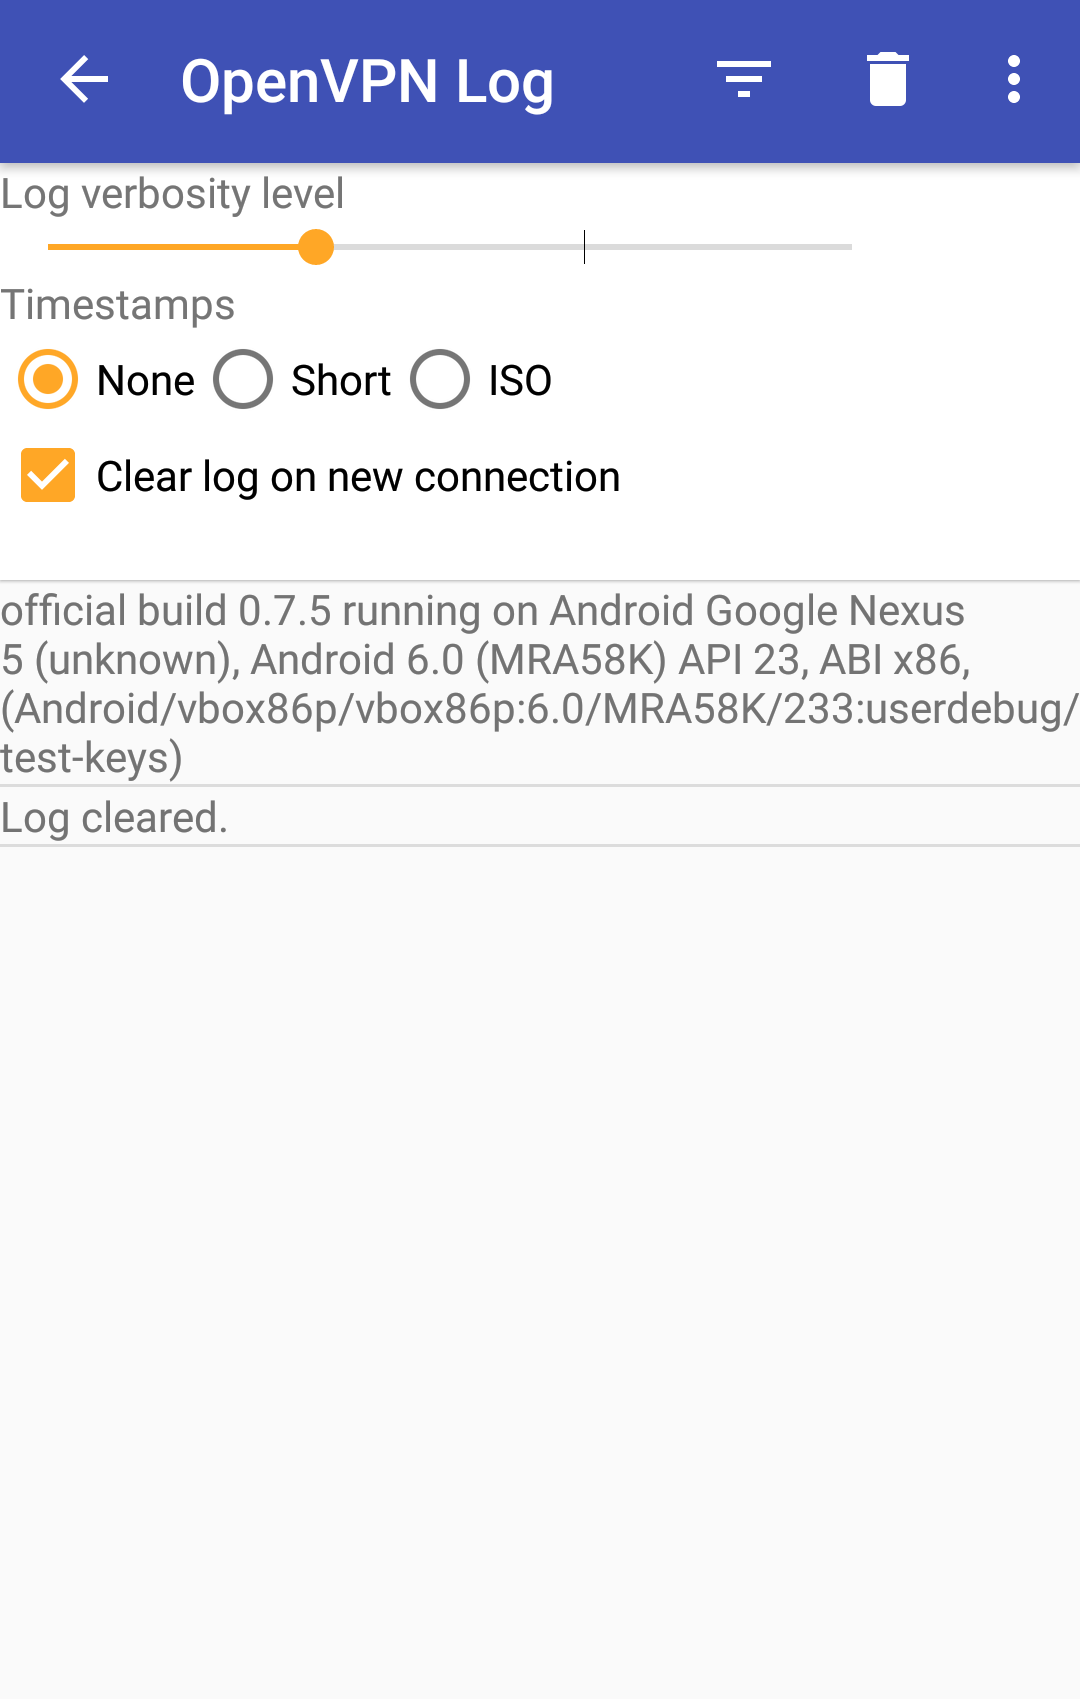 OpenVPN Log
Log verbosity level
Timestamps
None Short ISO
Clear log on new connection
official build 0.7.5 running on Android Google Nexus
5 (unknown), Android 6.0 (MRA58K) API 23, ABI x86,
(Android/vbox86p/vbox86p:6.0/MRA58K/233:userdebug/
test-keys)
Log cleared.